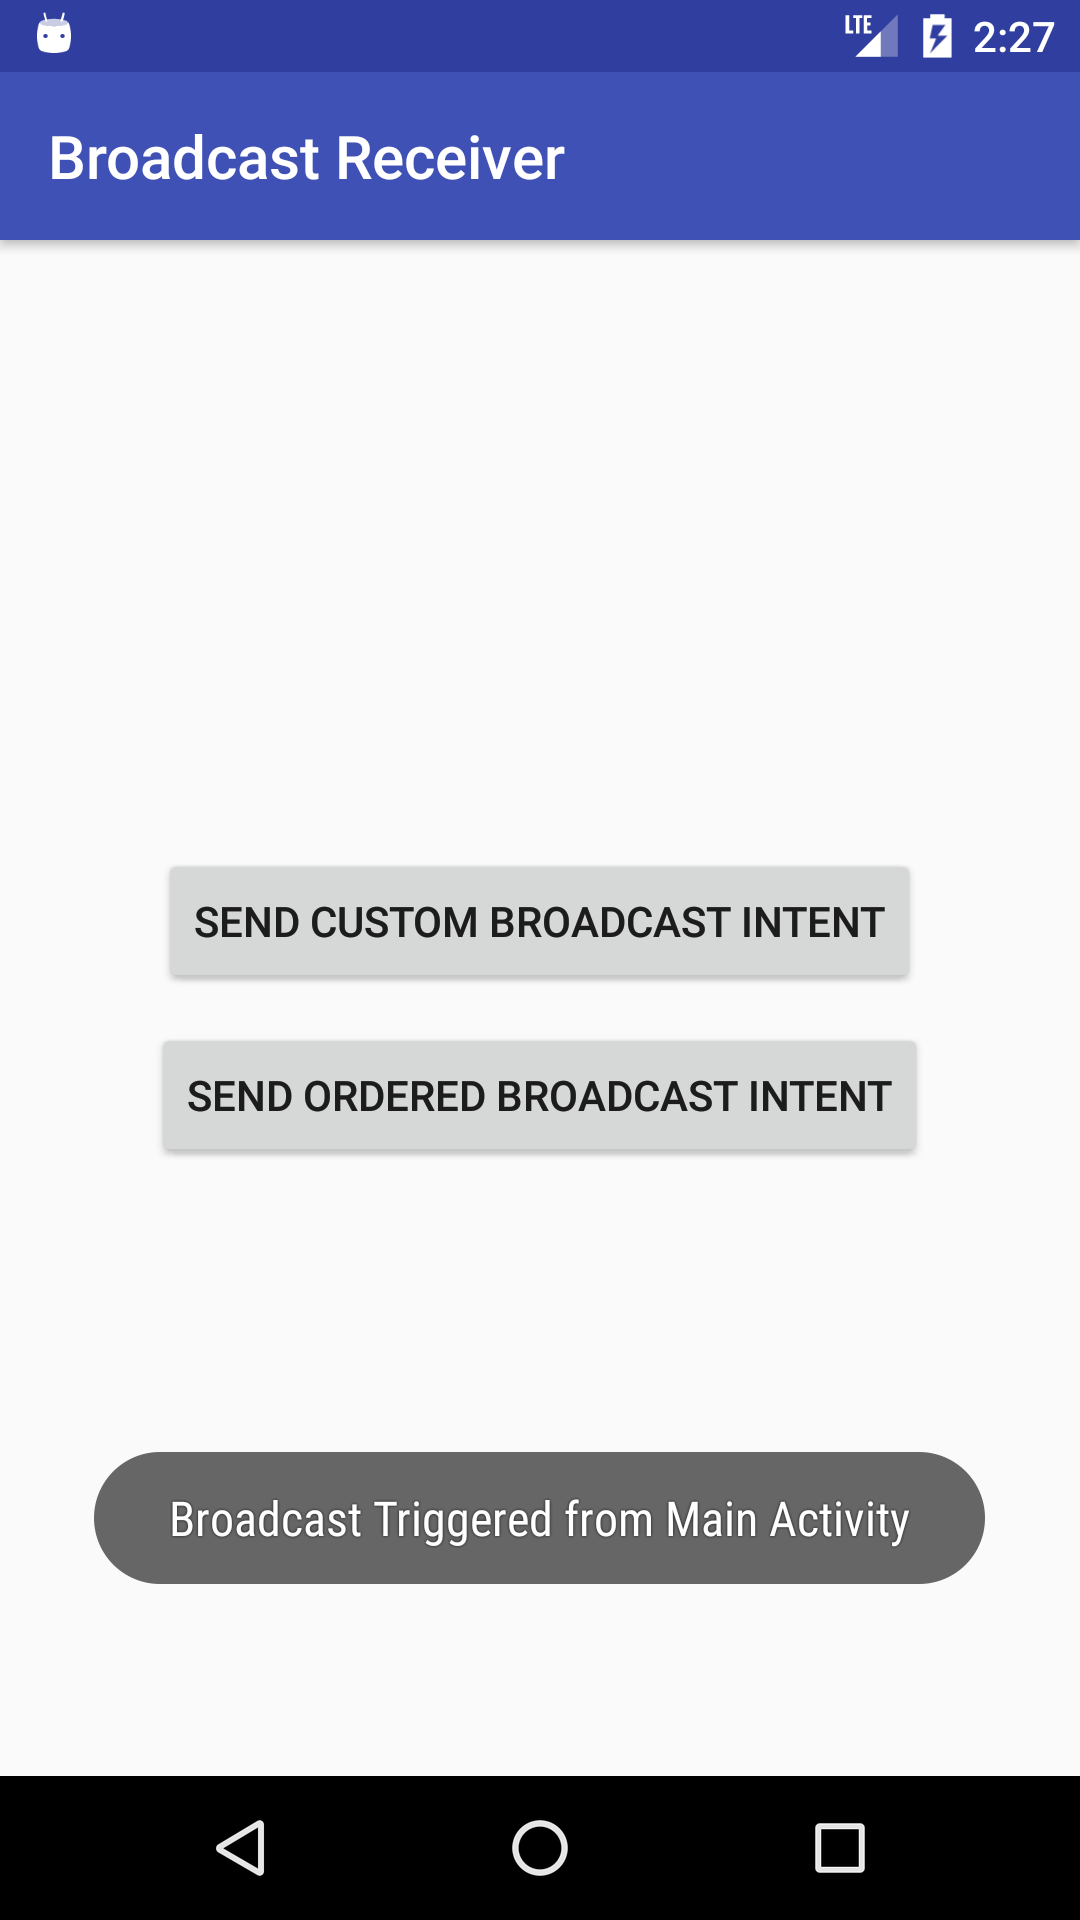 LTE 2:27
Broadcast Receiver
SEND CUSTOM BROADCAST INTENT
SEND ORDERED BROADCAST INTENT
Broadcast Triggered from Main Activity